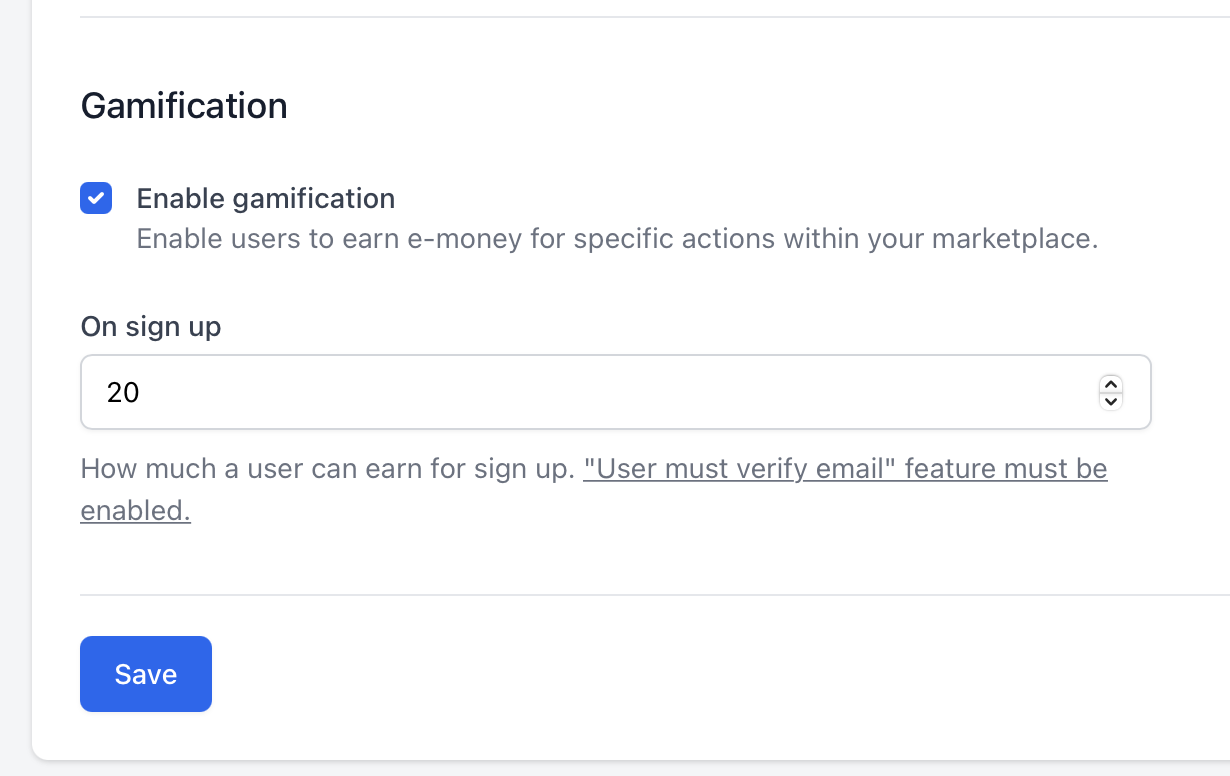 Gamification
Enable gamification
Enable users to earn e-money for specific actions within your marketplace.
On sign up
20
How much a user can earn for sign up. "User must verify email" feature must be
enabled.
Save